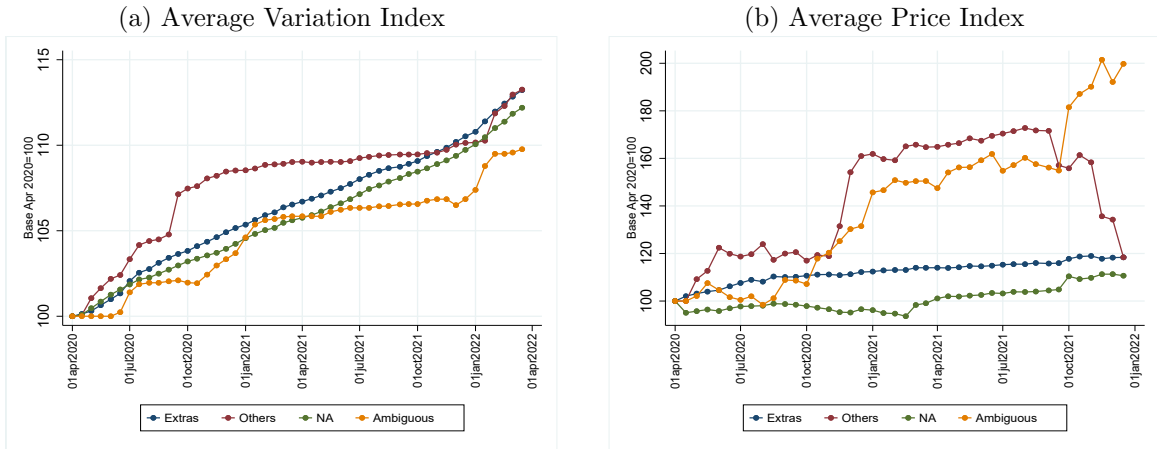 (a) Average Variation Index
115
110
105
100
Base Apr 2020=100
01apr2020
01jul2020
01oct2020
01jan2021
01apr2021
01jul2021
01oct2021
01jan2022
01apr2022
Extras Others NA Ambiguous
(b) Average Price Index
200
180
160
140
120
100
Base Apr 2020=100
01apr2020
01jul2020
01oct2020
01jan2021
01apr2021
01jul2021
01oct2021
01jan2022
Extras Others NA Ambiguous